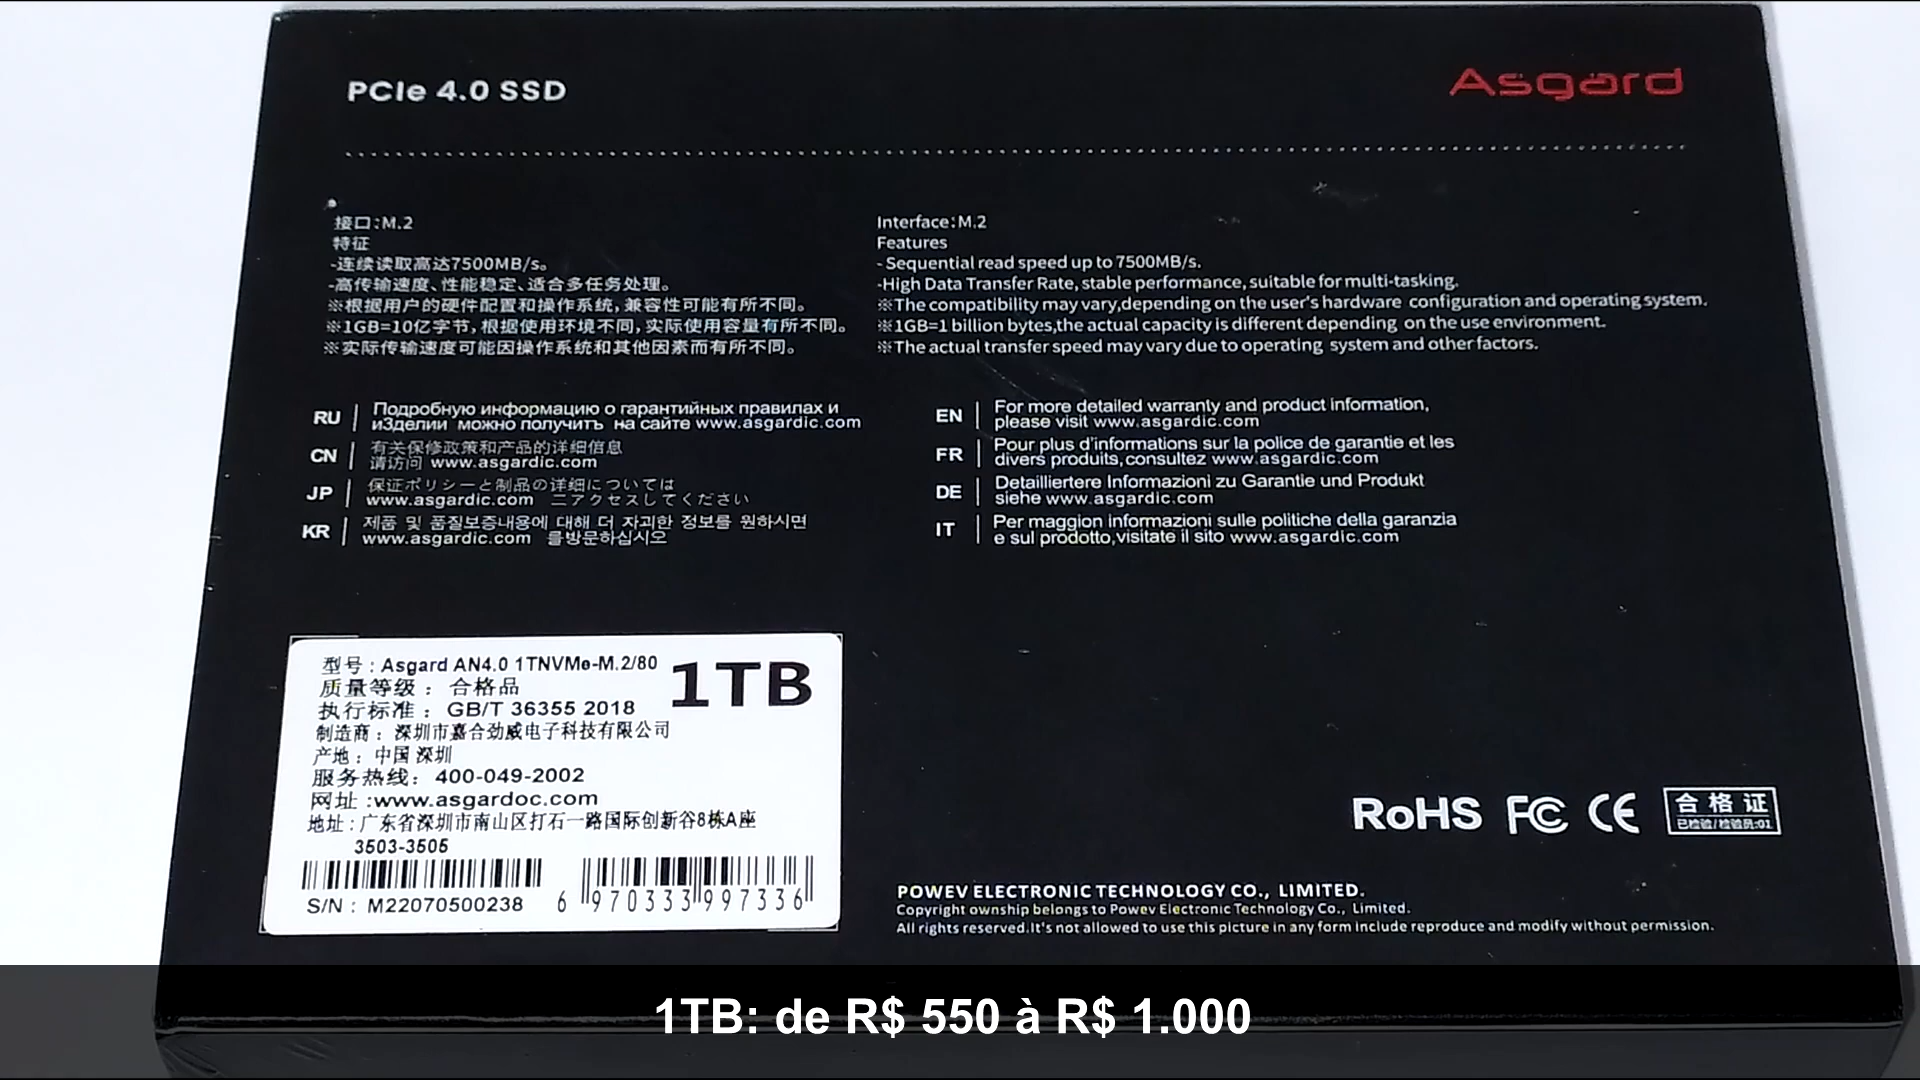 PCIe 4.0 SSD
Asgard
接口:M.2
特征
-连续读取高达7500MB/s。
-高传输速度、性能稳定、适合多任务处理。
※根据用户的硬件配置和操作系统, 兼容性可能有所不同。
※1GB=10亿字节, 根据使用环境不同, 实际使用容量有所不同。
※实际传输速度可能因操作系统和其他因素而有所不同。
Interface:M.2
Features
- Sequential read speed up to 7500MB/s.
-High Data Transfer Rate, stable performance, suitable for multi-tasking.
※The compatibility may vary,depending on the user's hardware configuration and operating system.
※1GB=1 billion bytes,the actual capacity is different depending on the use environment.
※The actual transfer speed may vary due to operating system and other factors.
RU | Подробную информацию о гарантийных правилах и
иЗделии можно получить на сайте www.asgardic.com
CN | 有关保修政策和产品的详细信息
请访问 www.asgardic.com
JP | 保证ポリシーと制品の详细については
www.asgardic.com 二アクセスしてください
KR | 제품 및 품질보증내용에 대해 더 자괴한 정보를 원하시면
www.asgardic.com 를방문하십시오
EN | For more detailed warranty and product information,
please visit www.asgardic.com
FR | Pour plus d'informations sur la police de garantie et les
divers produits,consultez www.asgardic.com
DE | Detailliertere Informazioni zu Garantie und Produkt
siehe www.asgardic.com
IT | Per maggion informazioni sulle politiche della garanzia
e sul prodotto,visitate il sito www.asgardic.com
型号 : Asgard AN4.0 1TNVMe-M.2/80
1TB
质量等级 : 合格品
执行标准 : GB/T 36355 2018
制造商 : 深圳市嘉合劲威电子科技有限公司
产地 : 中国 深圳
服务热线: 400-049-2002
网址 :www.asgardoc.com
地址 : 广东省深圳市南山区打石一路国际创新谷8栋A座
3503-3505
S/N : M22070500238
6 970333 997336
RoHS FC CE
合格证
已检验/检验员:01
POWEV ELECTRONIC TECHNOLOGY CO., LIMITED.
Copyright ownship belongs to Powev Electronic Technology Co., Limited.
All rights reserved.It's not allowed to use this picture in any form include reproduce and modify without permission.
1TB: de R$ 550 à R$ 1.000